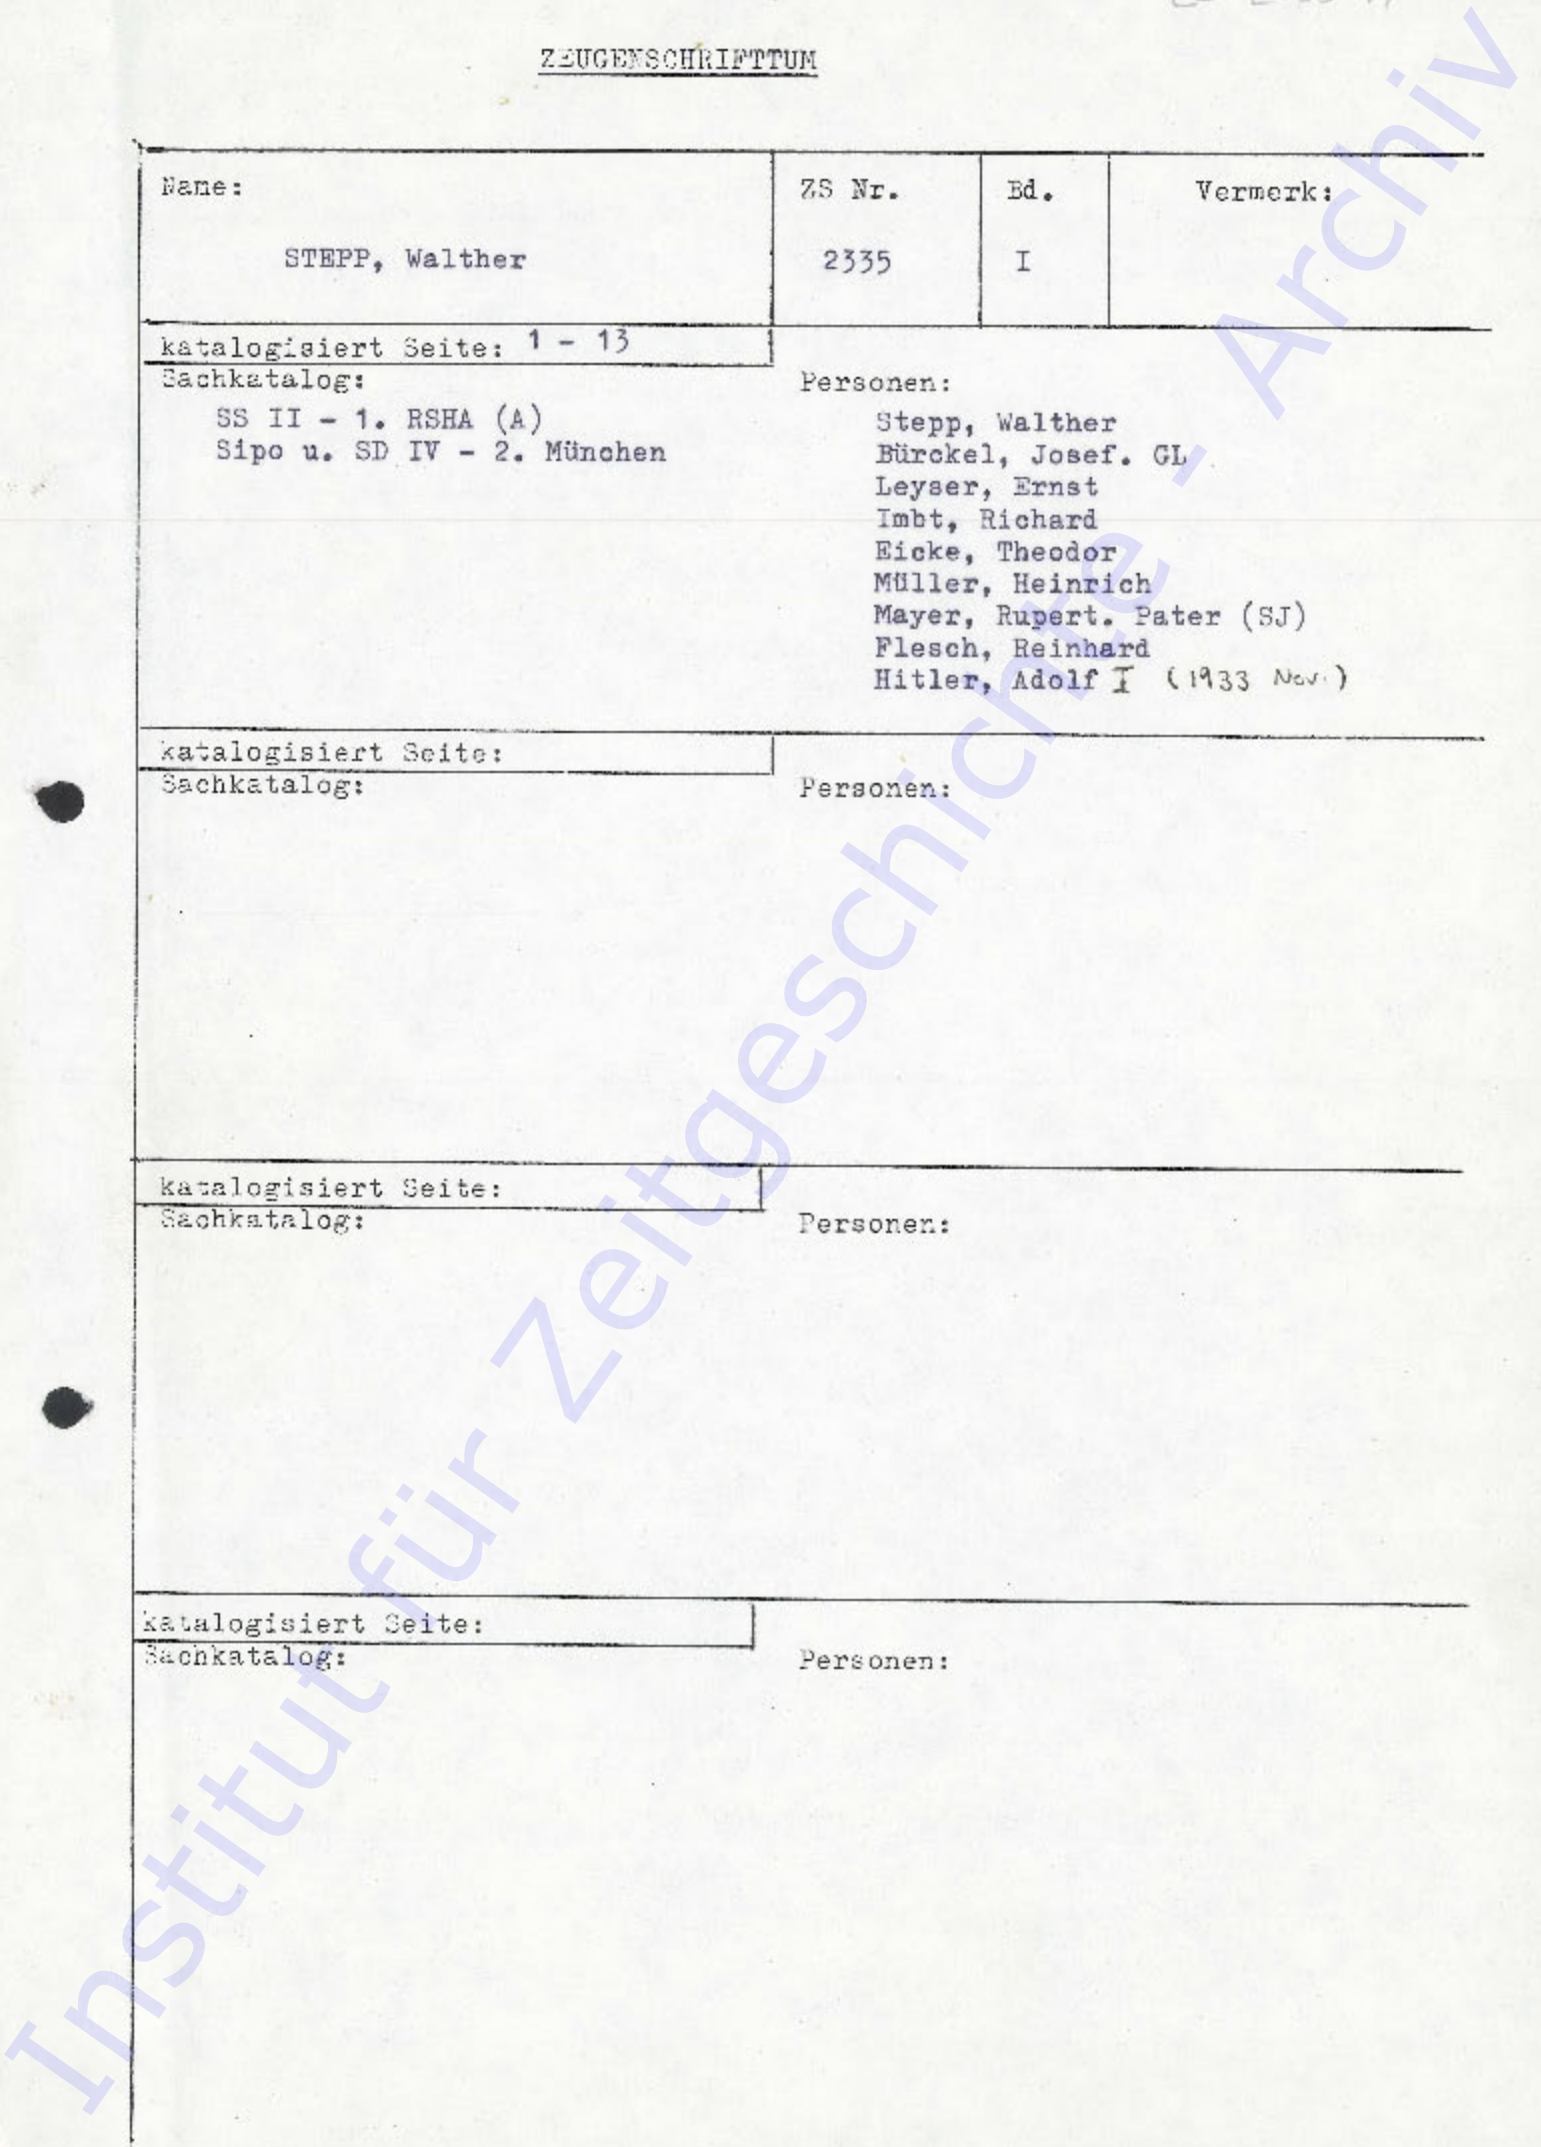 ZEUGENSCHRIFTTUM
Name:
ZS Nr.
Bd.
Vermerk:
STEPP, Walther
2335
I
katalogisiert Seite: 1 - 13
Sachkatalog:
SS II - 1. RSHA (A)
Sipo u. SD IV - 2. München
Personen:
Stepp, Walther
Bürckel, Josef. GL
Leyser, Ernst
Imbt, Richard
Eicke, Theodor
Müller, Heinrich
Mayer, Rupert. Pater (SJ)
Flesch, Reinhard
Hitler, Adolf I (1933 Nov.)
katalogisiert Seite:
Sachkatalog:
Personen:
katalogisiert Seite:
Sachkatalog:
Personen:
katalogisiert Seite:
Sachkatalog:
Personen:
Institut für Zeitgeschichte - Archiv